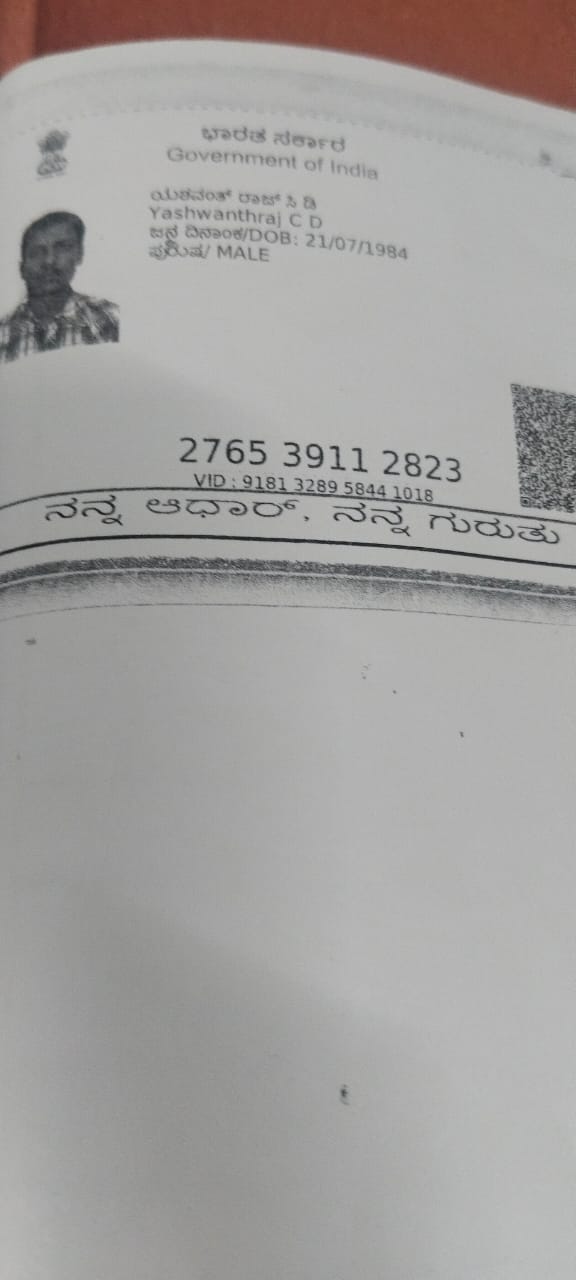 ಭಾರತ ಸರ್ಕಾರ
Government of India
ಯಶವಂತ್ ರಾಜ್ ಸಿ ಡಿ
Yashwanthraj C D
ಜನ್ಮ ದಿನಾಂಕ/DOB: 21/07/1984
ಪುರುಷ/ MALE
2765 3911 2823
VID : 9181 3289 5844 1018
ನನ್ನ ಆಧಾರ್, ನನ್ನ ಗುರುತು